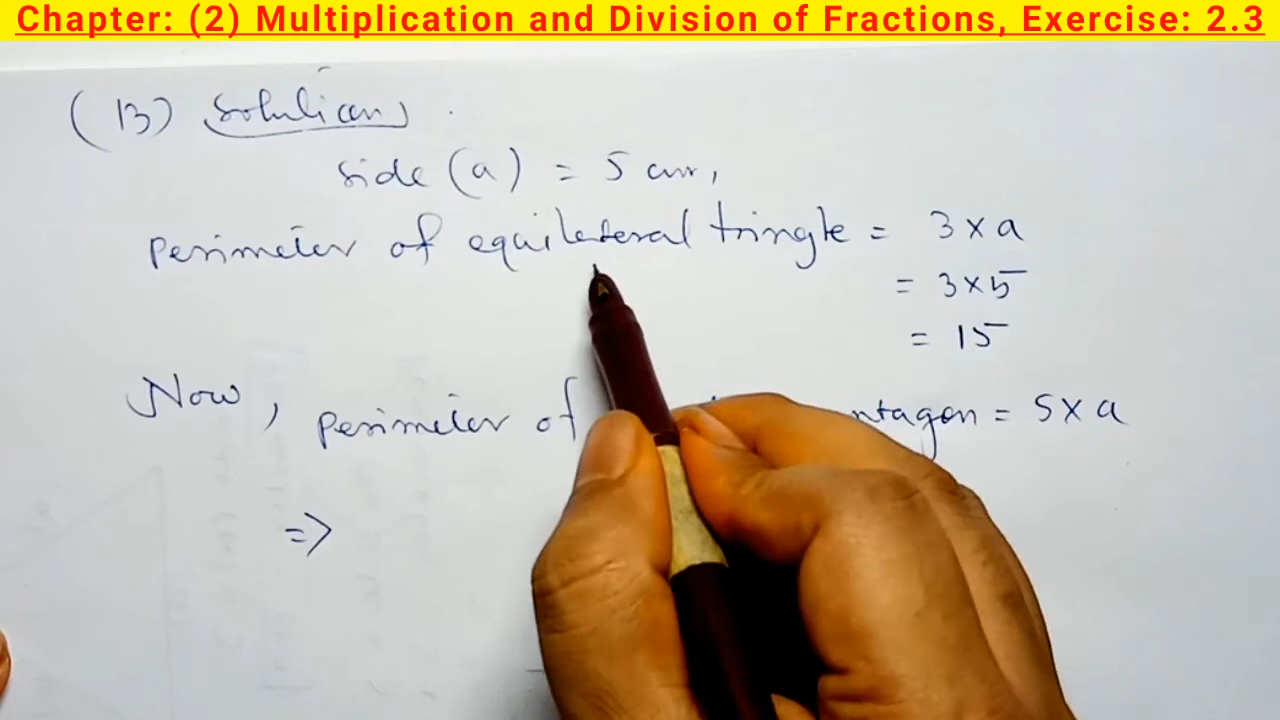 Chapter: (2) Multiplication and Division of Fractions, Exercise: 2.3
(13) Solution
side (a) = 5 cm,
Perimeter of equilateral tringle = 3 × a
= 3×5
= 15
Now, perimeter of ntagon = 5 × a
=>